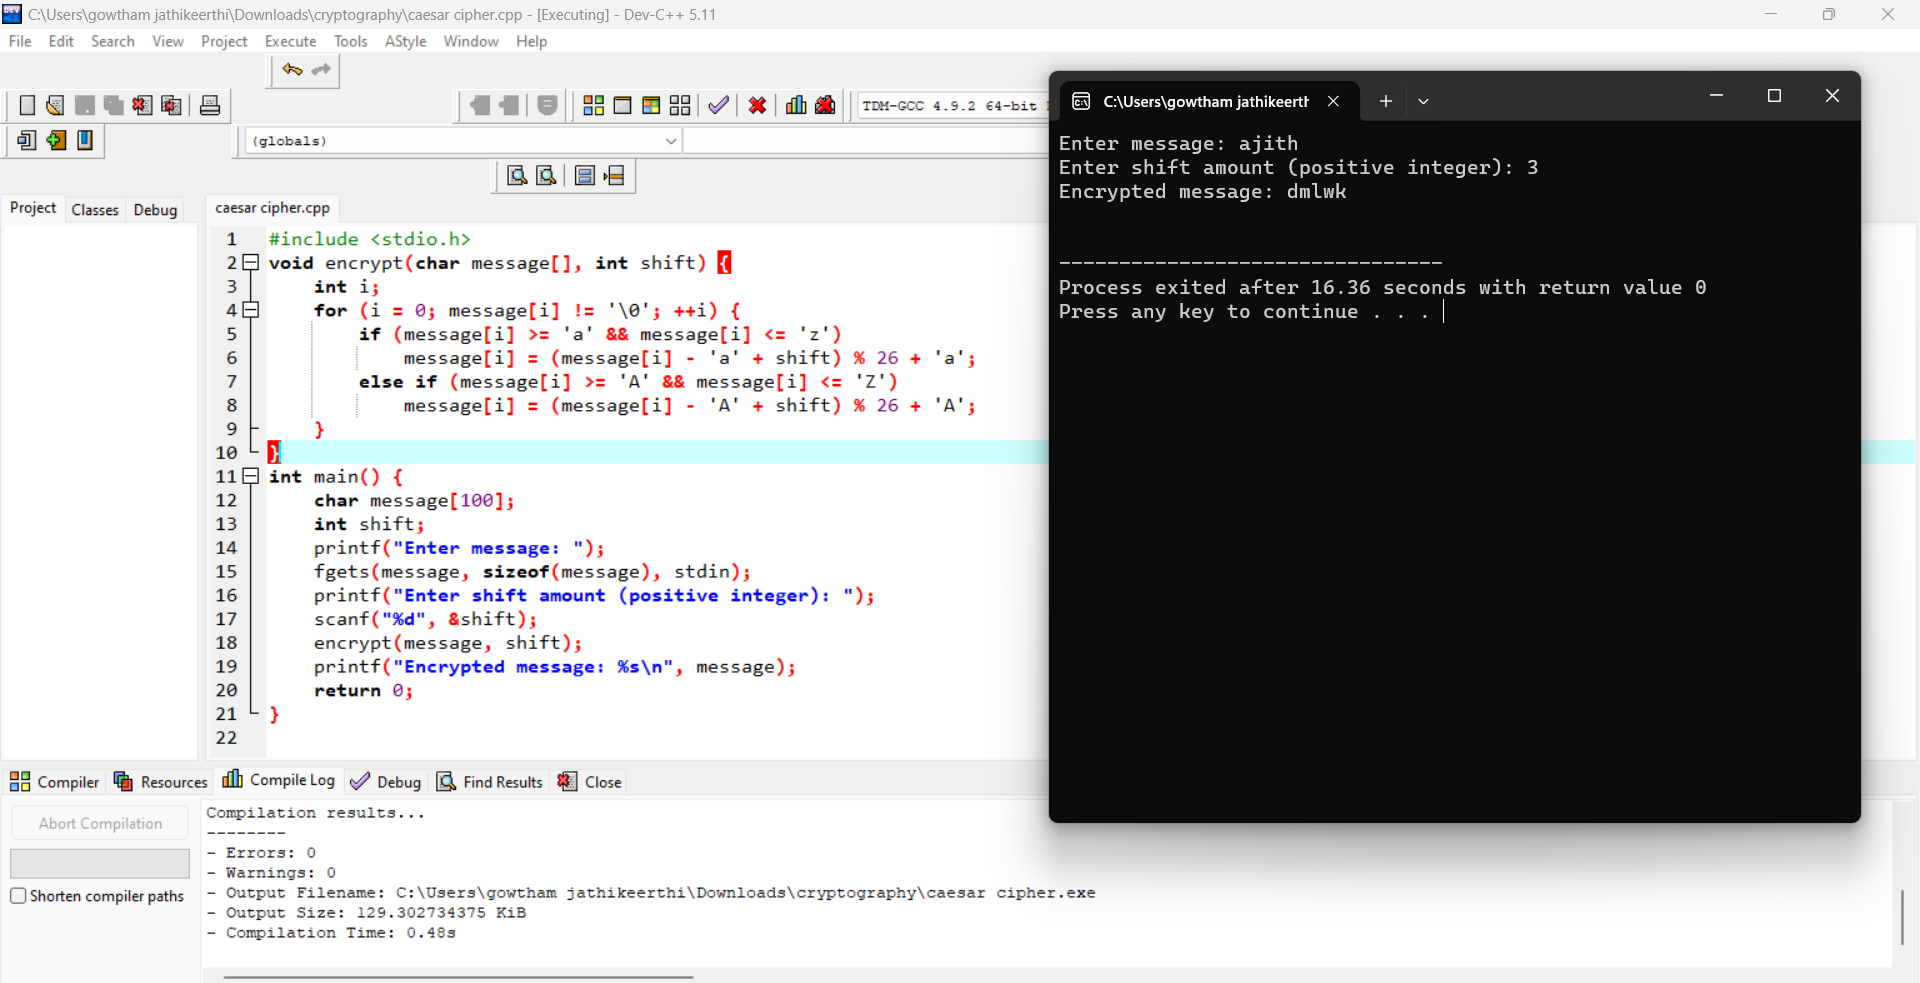 C:\Users\gowtham jathikeerthi\Downloads\cryptography\caesar cipher.cpp - [Executing] - Dev-C++ 5.11
File Edit Search View Project Execute Tools AStyle Window Help
TDM-GCC 4.9.2 64-bit
(globals)
Project Classes Debug
caesar cipher.cpp
1 #include <stdio.h>
2 void encrypt(char message[], int shift) {
3 int i;
4 for (i = 0; message[i] != '\0'; ++i) {
5 if (message[i] >= 'a' && message[i] <= 'z')
6 message[i] = (message[i] - 'a' + shift) % 26 + 'a';
7 else if (message[i] >= 'A' && message[i] <= 'Z')
8 message[i] = (message[i] - 'A' + shift) % 26 + 'A';
9 }
10 }
11 int main() {
12 char message[100];
13 int shift;
14 printf("Enter message: ");
15 fgets(message, sizeof(message), stdin);
16 printf("Enter shift amount (positive integer): ");
17 scanf("%d", &shift);
18 encrypt(message, shift);
19 printf("Encrypted message: %s\n", message);
20 return 0;
21 }
22
C:\Users\gowtham jathikeert
Enter message: ajith
Enter shift amount (positive integer): 3
Encrypted message: dmlwk
--------------------------------
Process exited after 16.36 seconds with return value 0
Press any key to continue . . .
Compiler Resources Compile Log Debug Find Results Close
Abort Compilation
Shorten compiler paths
Compilation results...
--------
- Errors: 0
- Warnings: 0
- Output Filename: C:\Users\gowtham jathikeerthi\Downloads\cryptography\caesar cipher.exe
- Output Size: 129.302734375 KiB
- Compilation Time: 0.48s